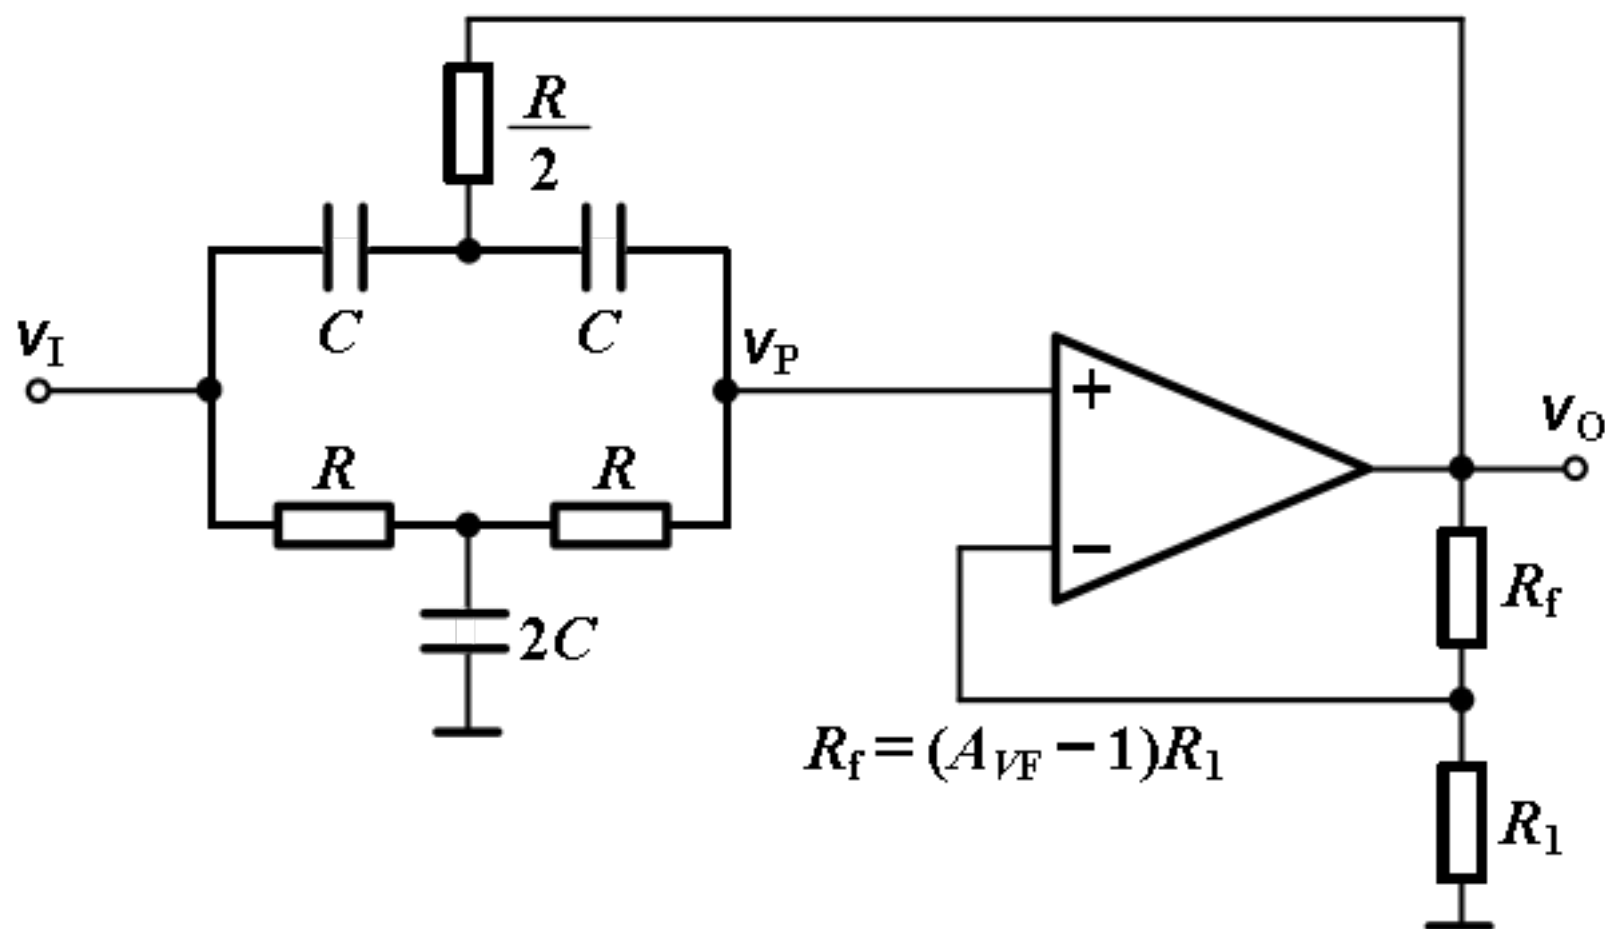 R
2
C
C
v_I
v_P
+
v_O
R
R
−
R_f
2C
R_f = (A_VF − 1)R_1
R_1